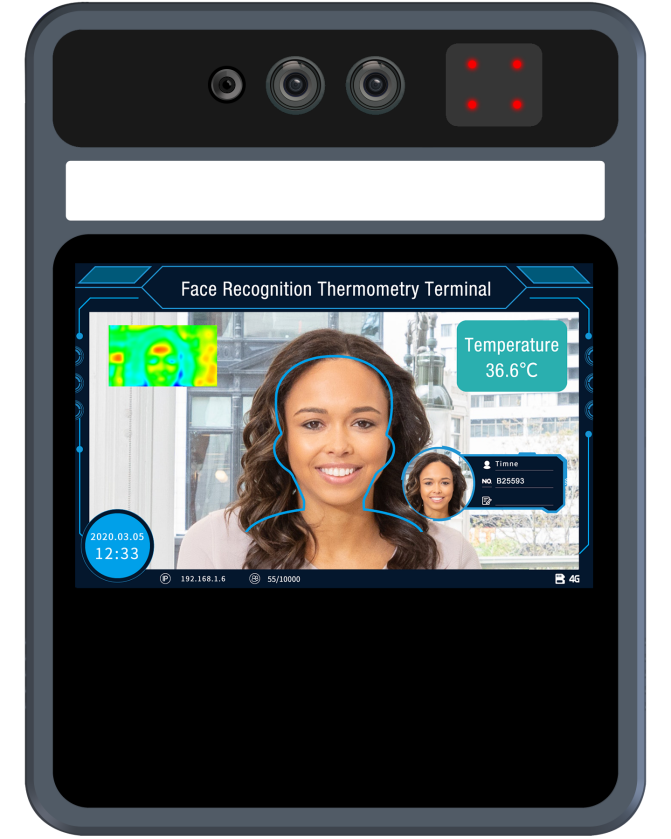 Face Recognition Thermometry Terminal
Temperature
36.6°C
Timne
NO. B25593
2020.03.05
12:33
IP 192.168.1.6 55/10000 4G